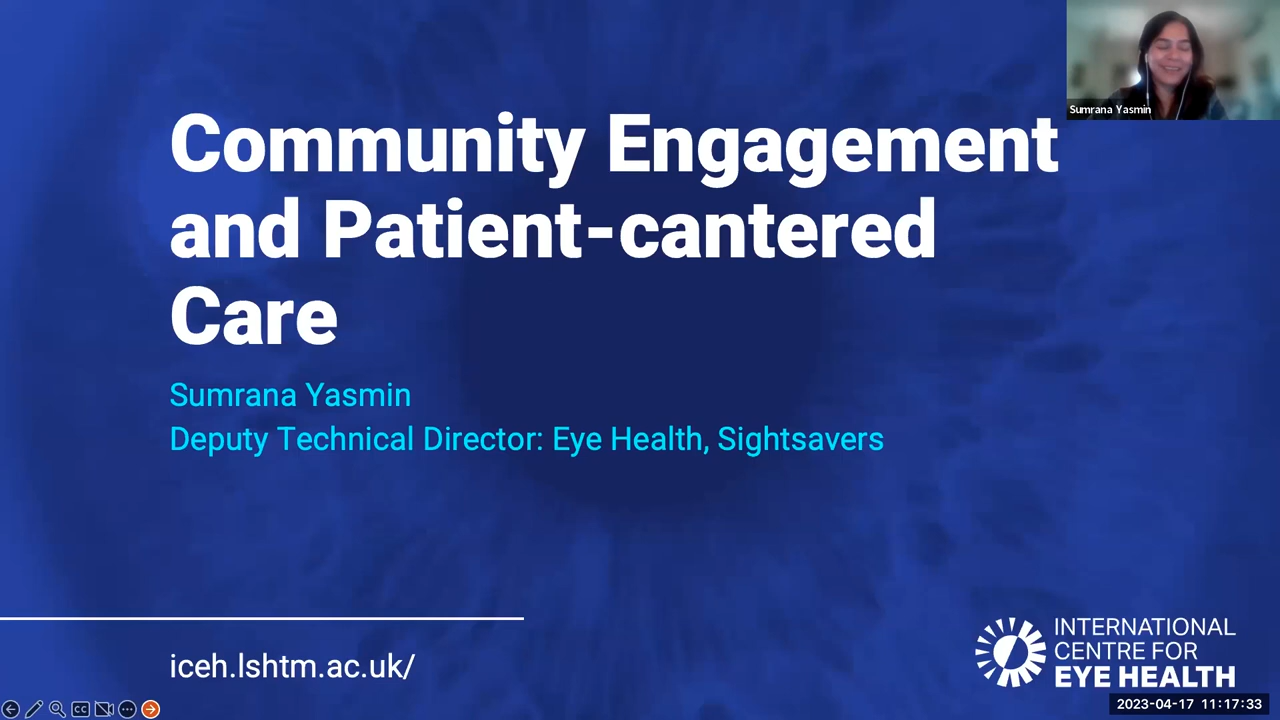 Sumrana Yasmin
Community Engagement
and Patient-cantered
Care
Sumrana Yasmin
Deputy Technical Director: Eye Health, Sightsavers
iceh.lshtm.ac.uk/
INTERNATIONAL
CENTRE FOR
EYE HEALTH
CC
2023-04-17 11:17:33